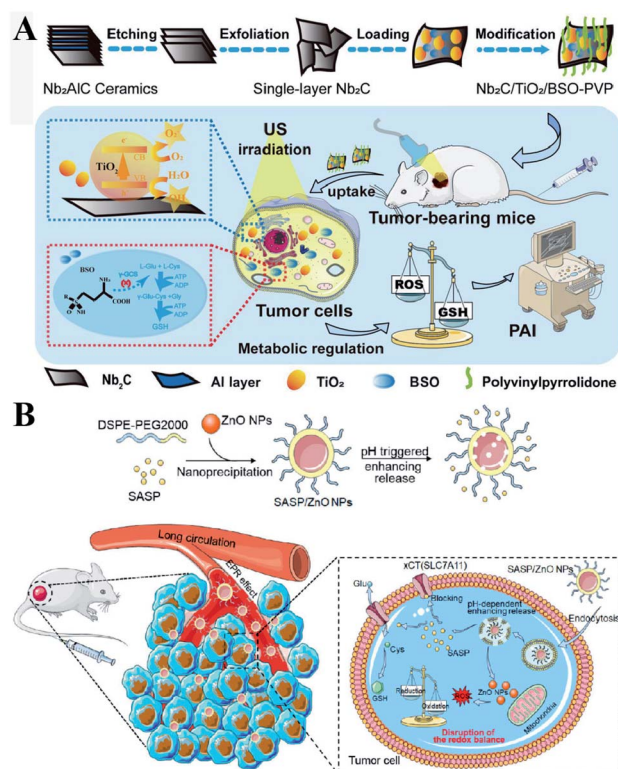 A
Etching
Exfoliation
Loading
Modification
Nb₂AlC Ceramics
Single-layer Nb₂C
Nb₂C/TiO₂/BSO-PVP
US
irradiation
uptake
Tumor-bearing mice
TiO₂
e⁻
CB
VB
O₂
H₂O
BSO
γ-GCS
L-Glu + L-Cys
ATP
ADP
γ-Glu-Cys +Gly
ATP
ADP
GSH
NH₂
COOH
R
S
O
NH
Tumor cells
ROS
GSH
PAI
Metabolic regulation
Nb₂C
Al layer
TiO₂
BSO
Polyvinylpyrrolidone
B
DSPE-PEG2000
ZnO NPs
SASP
Nanoprecipitation
SASP/ZnO NPs
pH triggered
enhancing
release
Long circulation
EPR effect
xCT(SLC7A11)
SASP/ZnO NPs
Glu
Blocking
pH-dependent
enhancing release
Endocytosis
Cys
SASP
GSH
Reduction
Oxidation
ZnO NPs
Mitochondria
Disruption of
the redox balance
Tumor cell